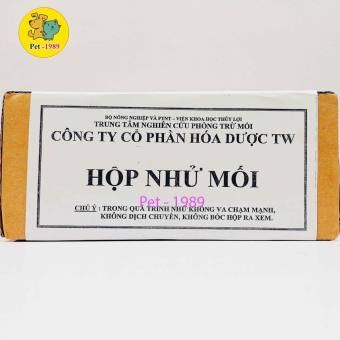 Pet -1989
BỘ NÔNG NGHIỆP VÀ PTNT - VIỆN KHOA HỌC THỦY LỢI
TRUNG TÂM NGHIÊN CỨU PHÒNG TRỪ MỐI
CÔNG TY CỔ PHẦN HÓA DƯỢC TW
HỘP NHỬ MỐI
Pet - 1989
CHÚ Ý : TRONG QUÁ TRÌNH NHỬ KHÔNG VA CHẠM MẠNH,
KHÔNG DỊCH CHUYỂN, KHÔNG BÓC HỘP RA XEM.